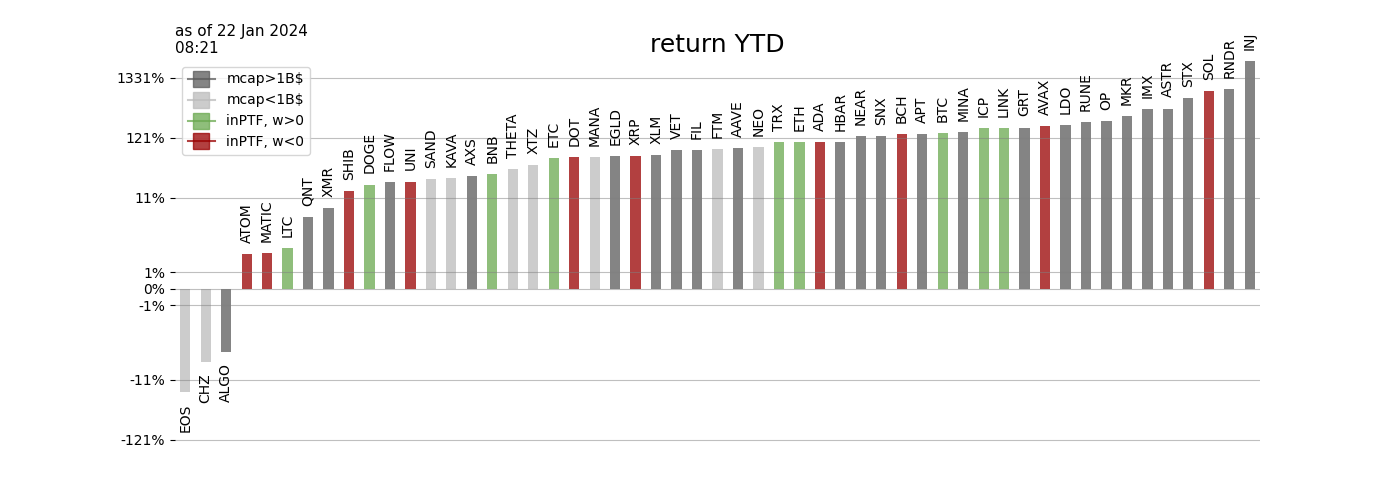 as of 22 Jan 2024
08:21
return YTD
mcap>1B$
mcap<1B$
inPTF, w>0
inPTF, w<0
1331%
121%
11%
1%
0%
-1%
-11%
-121%
EOS
CHZ
ALGO
ATOM
MATIC
LTC
QNT
XMR
SHIB
DOGE
FLOW
UNI
SAND
KAVA
AXS
BNB
THETA
XTZ
ETC
DOT
MANA
EGLD
XRP
XLM
VET
FIL
FTM
AAVE
NEO
TRX
ETH
ADA
HBAR
NEAR
SNX
BCH
APT
BTC
MINA
ICP
LINK
GRT
AVAX
LDO
RUNE
OP
MKR
IMX
ASTR
STX
SOL
RNDR
INJ